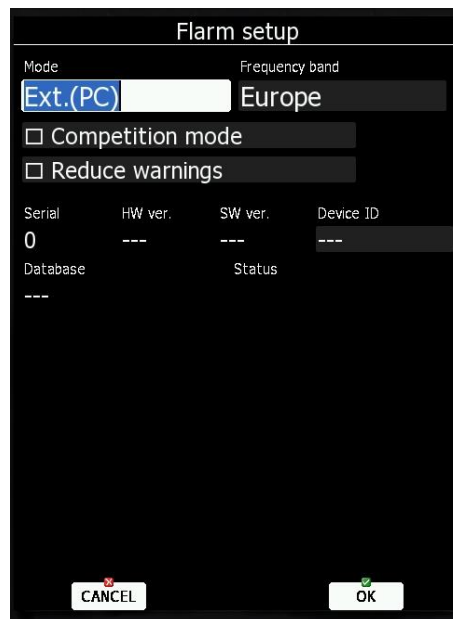 Flarm setup
Mode Frequency band
Ext.(PC) Europe
Competition mode
Reduce warnings
Serial HW ver. SW ver. Device ID
0 --- --- ---
Database Status
---
CANCEL OK